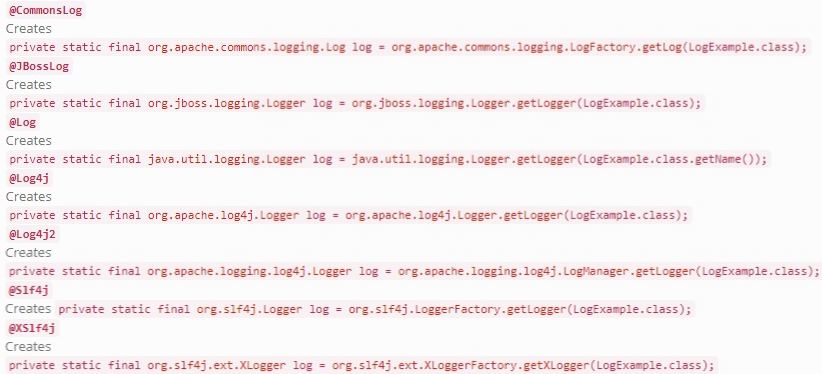 @CommonsLog
Creates
private static final org.apache.commons.logging.Log log = org.apache.commons.logging.LogFactory.getLog(LogExample.class);
@JBossLog
Creates
private static final org.jboss.logging.Logger log = org.jboss.logging.Logger.getLogger(LogExample.class);
@Log
Creates
private static final java.util.logging.Logger log = java.util.logging.Logger.getLogger(LogExample.class.getName());
@Log4j
Creates
private static final org.apache.log4j.Logger log = org.apache.log4j.Logger.getLogger(LogExample.class);
@Log4j2
Creates
private static final org.apache.logging.log4j.Logger log = org.apache.logging.log4j.LogManager.getLogger(LogExample.class);
@Slf4j
Creates private static final org.slf4j.Logger log = org.slf4j.LoggerFactory.getLogger(LogExample.class);
@XSlf4j
Creates
private static final org.slf4j.ext.XLogger log = org.slf4j.ext.XLoggerFactory.getXLogger(LogExample.class);